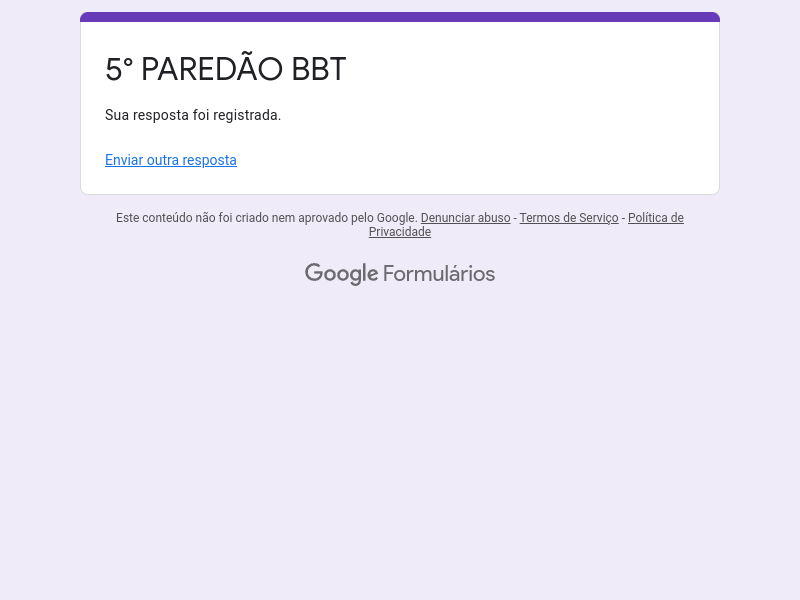 5° PAREDÃO BBT
Sua resposta foi registrada.
Enviar outra resposta
Este conteúdo não foi criado nem aprovado pelo Google. Denunciar abuso - Termos de Serviço - Política de
Privacidade
Google Formulários